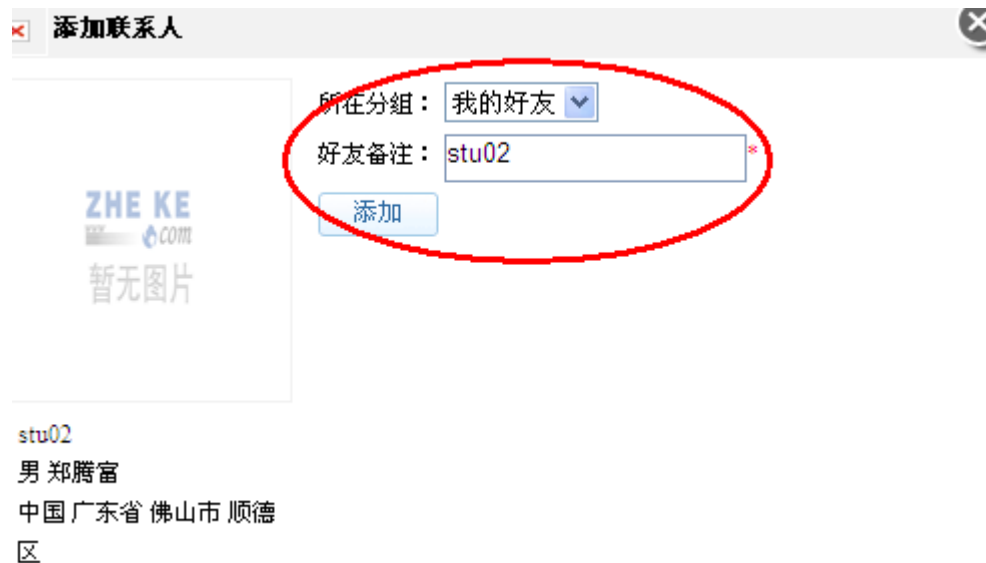 添加联系人
所在分组： 我的好友
好友备注： stu02 *
添加
ZHE KE
com
暂无图片
stu02
男 郑腾富
中国 广东省 佛山市 顺德
区